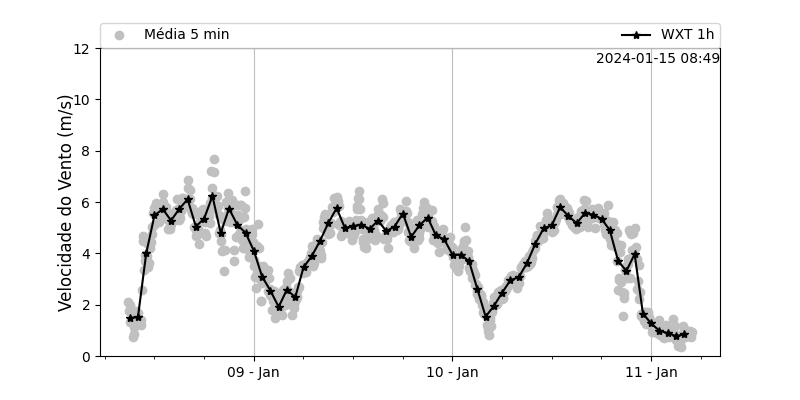 Média 5 min
WXT 1h
2024-01-15 08:49
Velocidade do Vento (m/s)
12
10
8
6
4
2
0
09 - Jan
10 - Jan
11 - Jan